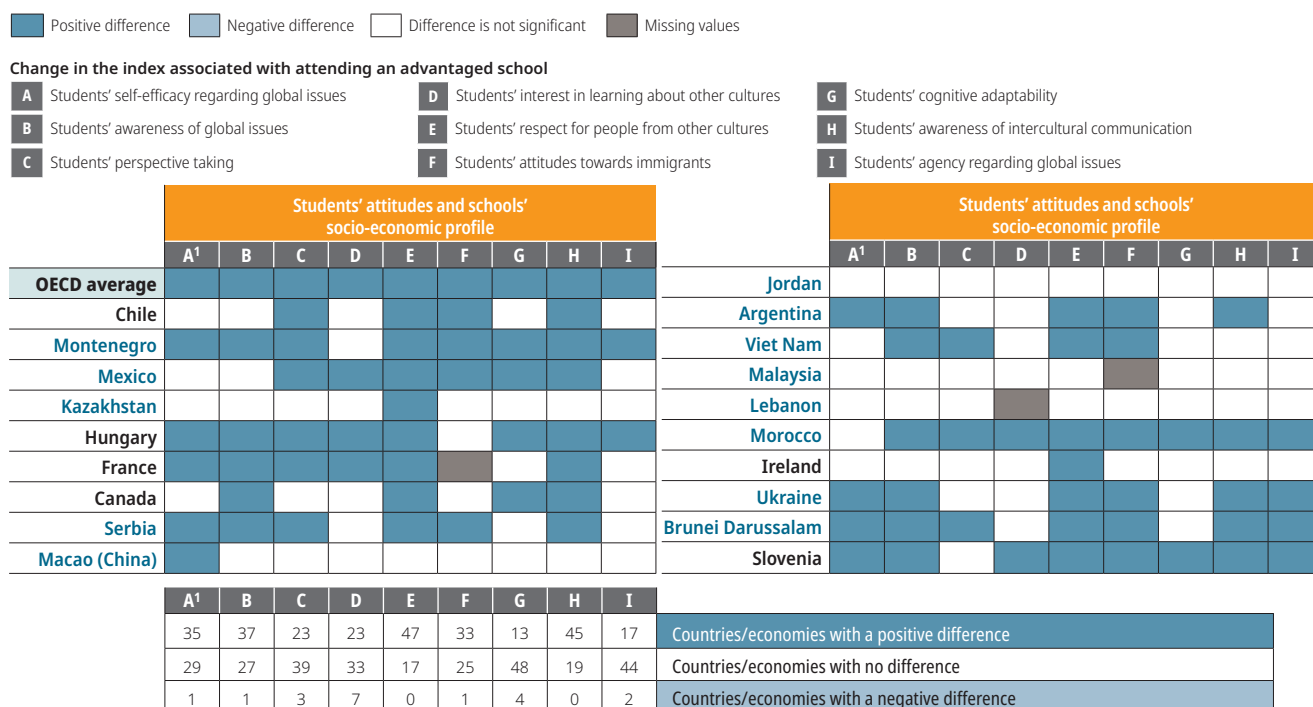 Positive difference Negative difference Difference is not significant Missing values
Change in the index associated with attending an advantaged school
A Students' self-efficacy regarding global issues D Students' interest in learning about other cultures G Students' cognitive adaptability
B Students' awareness of global issues E Students' respect for people from other cultures H Students' awareness of intercultural communication
C Students' perspective taking F Students' attitudes towards immigrants I Students' agency regarding global issues
Students' attitudes and schools'
socio-economic profile
A¹ B C D E F G H I
OECD average
Chile
Montenegro
Mexico
Kazakhstan
Hungary
France
Canada
Serbia
Macao (China)
Students' attitudes and schools'
socio-economic profile
A¹ B C D E F G H I
Jordan
Argentina
Viet Nam
Malaysia
Lebanon
Morocco
Ireland
Ukraine
Brunei Darussalam
Slovenia
A¹ B C D E F G H I
35 37 23 23 47 33 13 45 17 Countries/economies with a positive difference
29 27 39 33 17 25 48 19 44 Countries/economies with no difference
1 1 3 7 0 1 4 0 2 Countries/economies with a negative difference